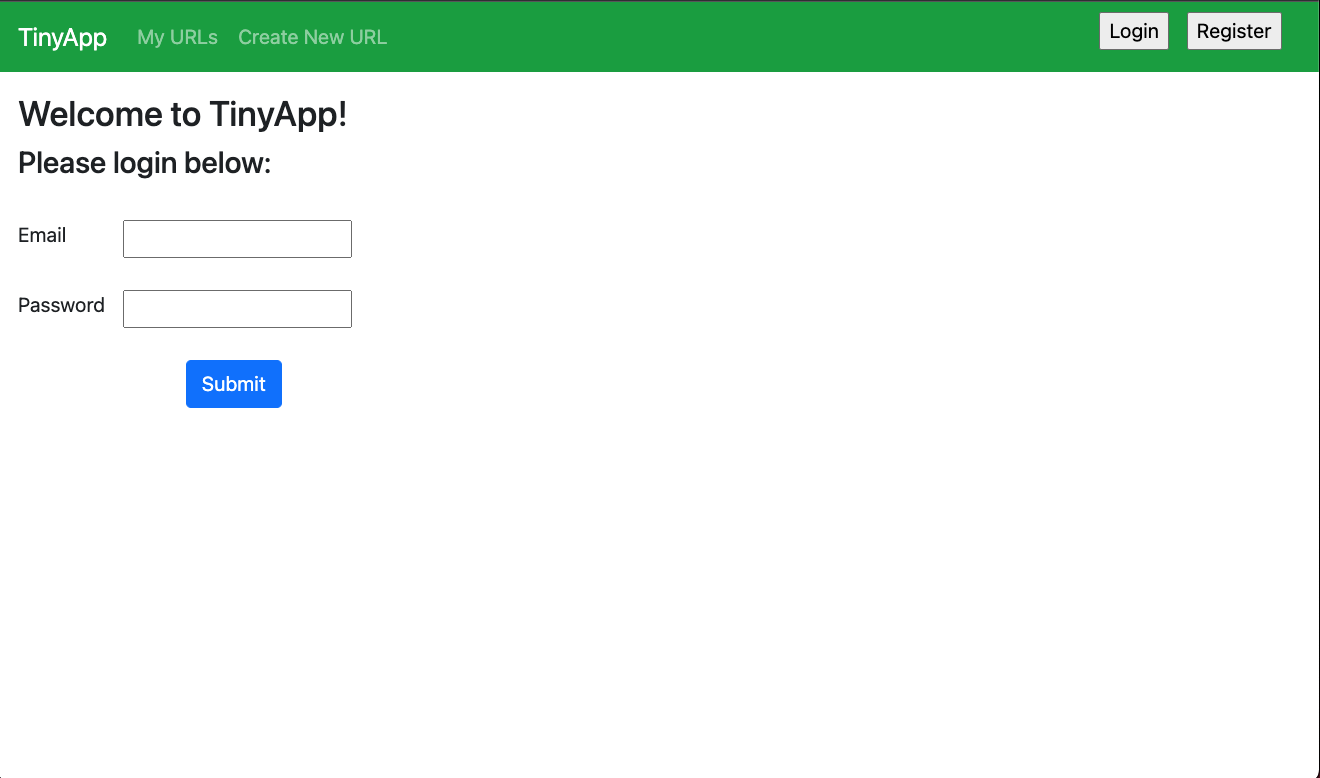 TinyApp My URLs Create New URL Login Register
Welcome to TinyApp!
Please login below:
Email
Password
Submit